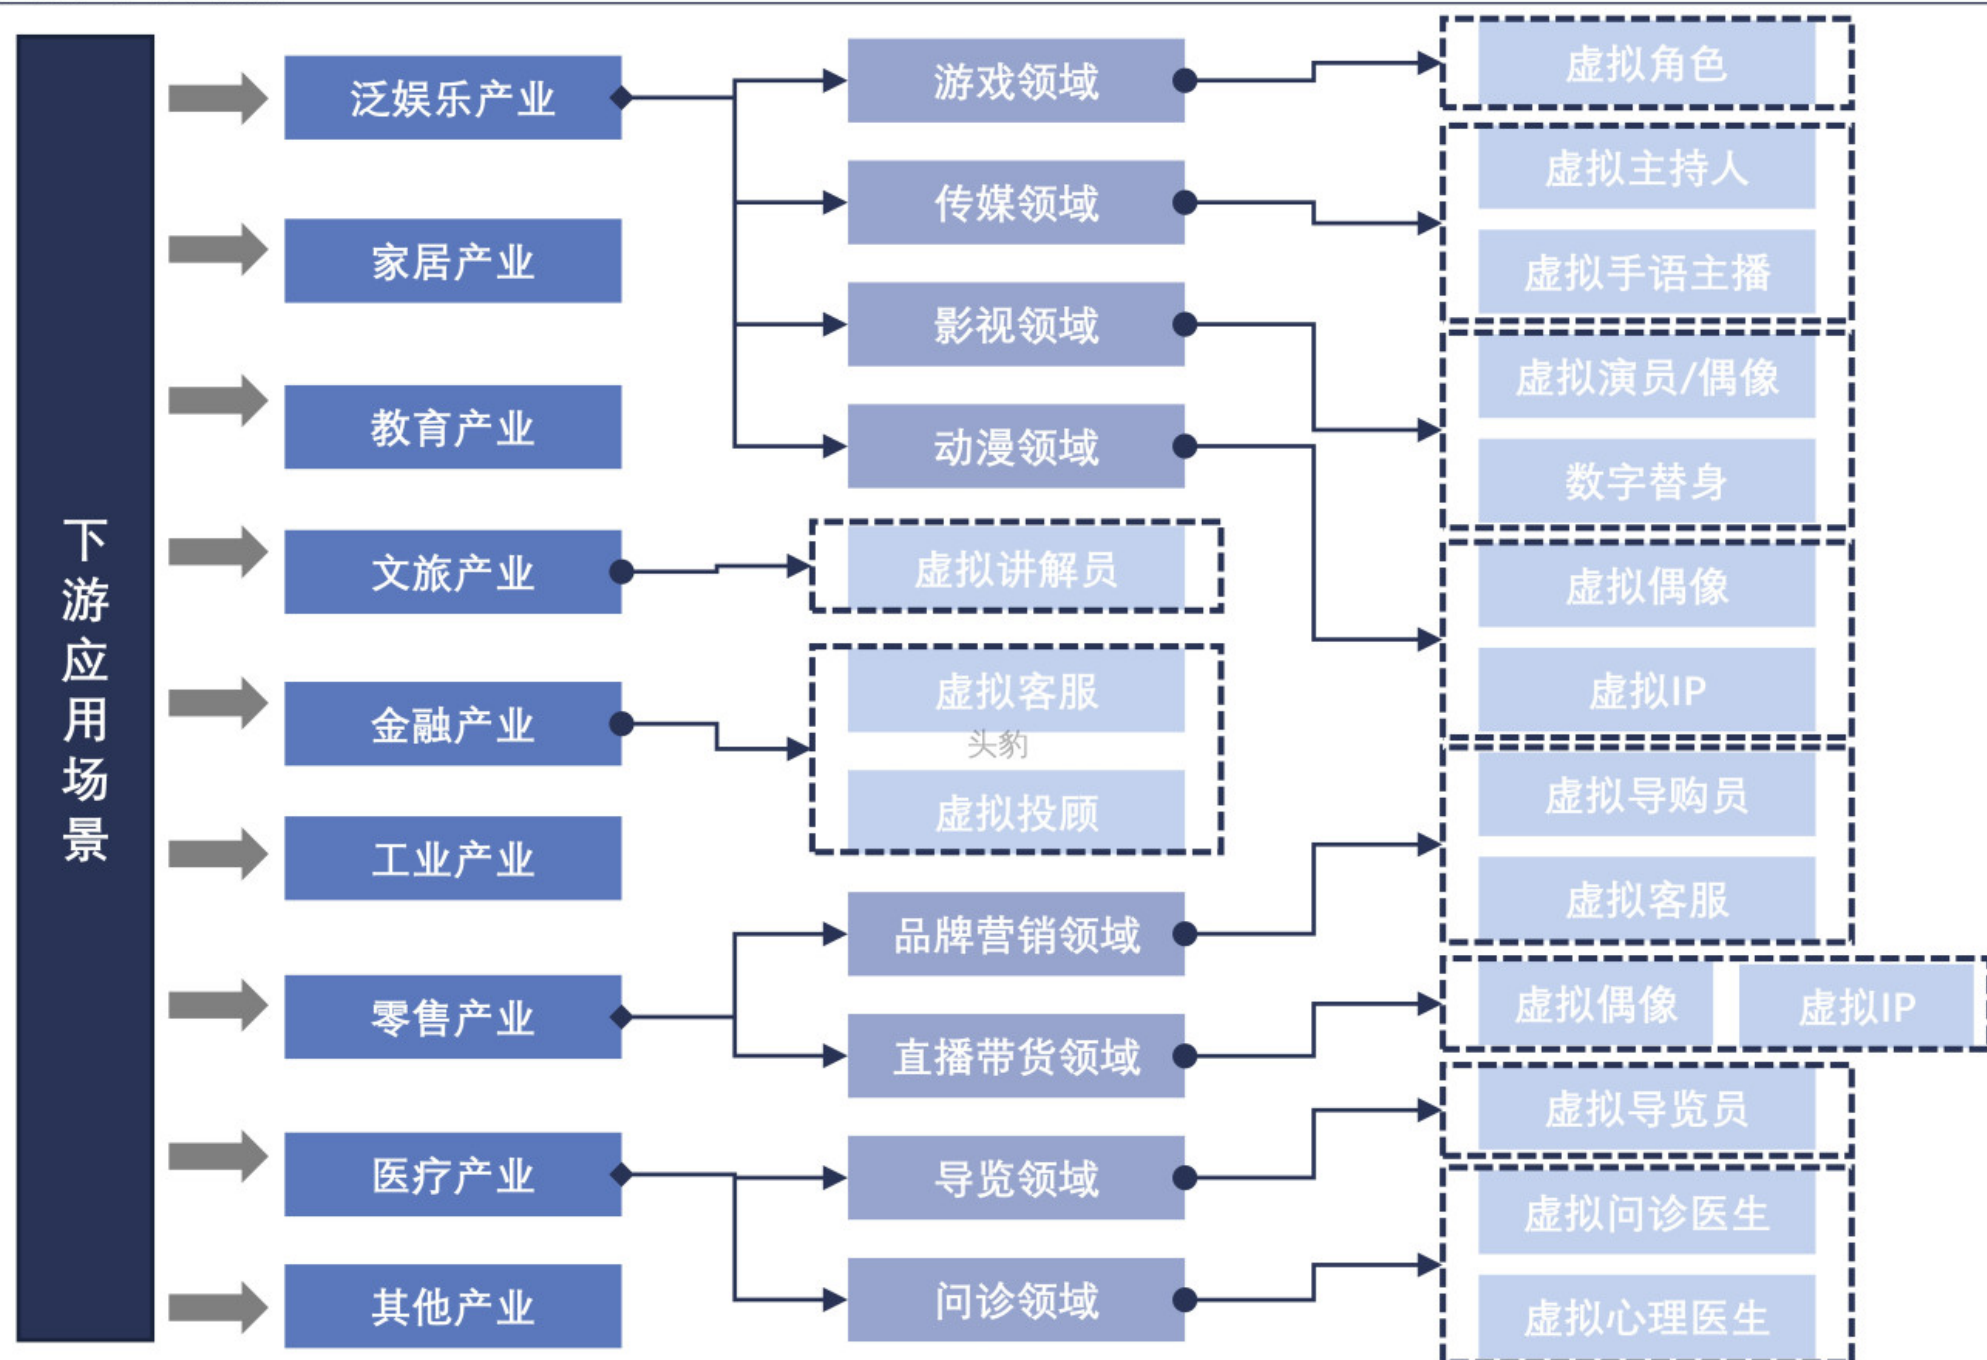 下游应用场景
泛娱乐产业
家居产业
教育产业
文旅产业
金融产业
工业产业
零售产业
医疗产业
其他产业
游戏领域
传媒领域
影视领域
动漫领域
虚拟讲解员
虚拟客服
头豹
虚拟投顾
品牌营销领域
直播带货领域
导览领域
问诊领域
虚拟角色
虚拟主持人
虚拟手语主播
虚拟演员/偶像
数字替身
虚拟偶像
虚拟IP
虚拟导购员
虚拟客服
虚拟偶像 虚拟IP
虚拟导览员
虚拟问诊医生
虚拟心理医生